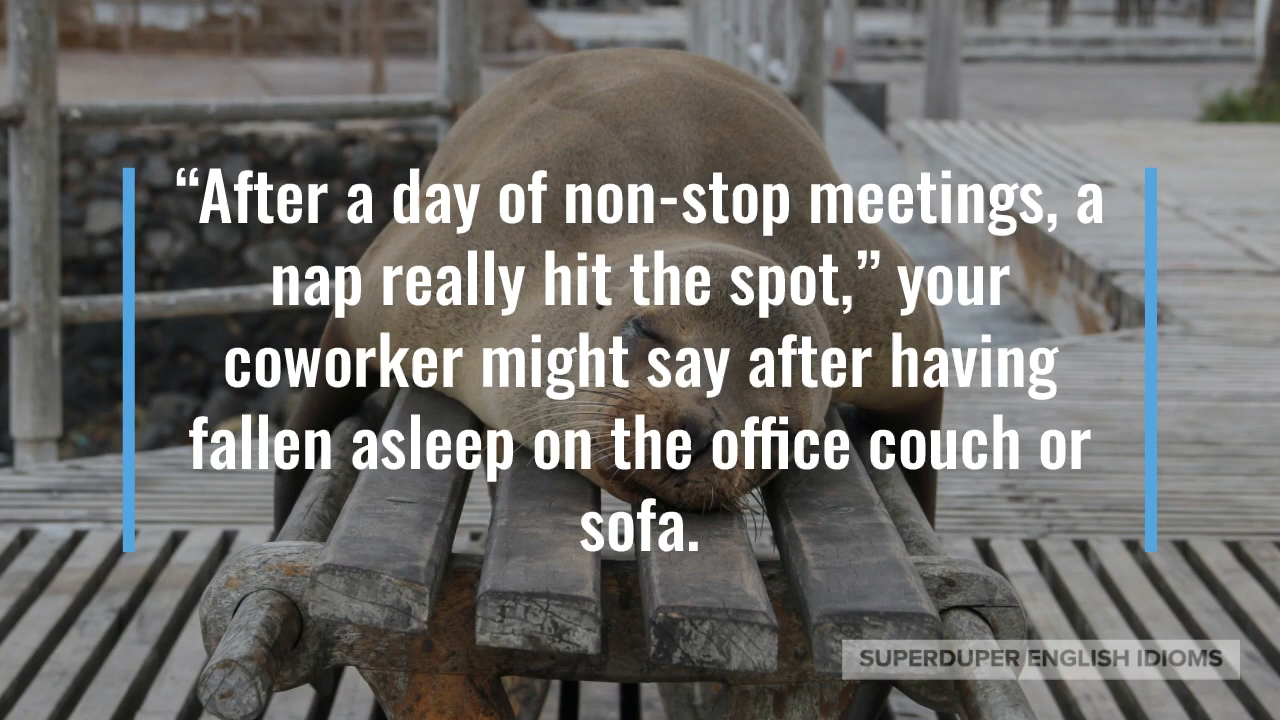 “After a day of non-stop meetings, a
nap really hit the spot,” your
coworker might say after having
fallen asleep on the office couch or
sofa.
SUPERDUPER ENGLISH IDIOMS